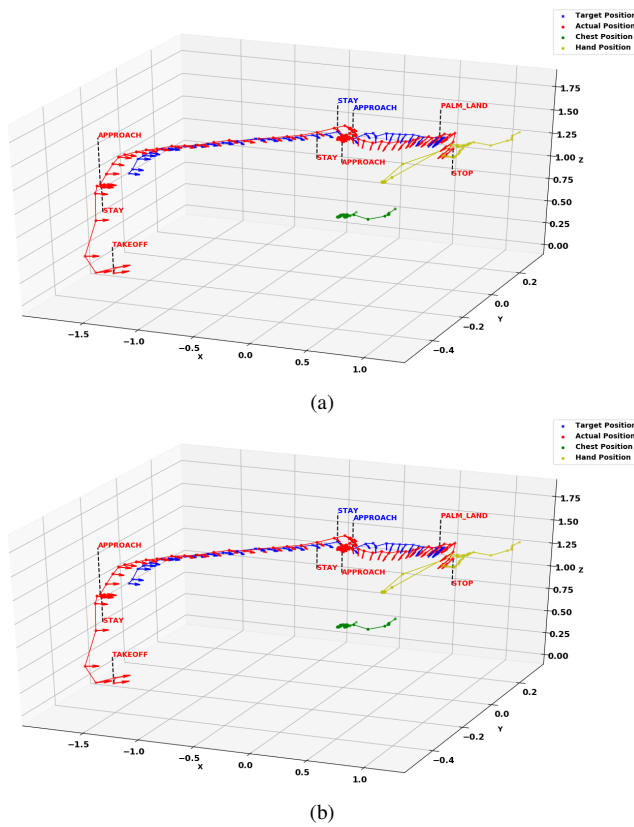 Target Position
Actual Position
Chest Position
Hand Position
STAY
APPROACH
PALM_LAND
APPROACH
STAY
APPROACH
STOP
STAY
TAKEOFF
1.75
1.50
1.25
1.00 Z
0.75
0.50
0.25
0.00
0.2
0.0
Y
−0.2
−0.4
−1.5
−1.0
−0.5
X
0.0
0.5
1.0
(a)
Target Position
Actual Position
Chest Position
Hand Position
STAY
APPROACH
PALM_LAND
APPROACH
STAY
APPROACH
STOP
STAY
TAKEOFF
1.75
1.50
1.25
1.00 Z
0.75
0.50
0.25
0.00
0.2
0.0
Y
−0.2
−0.4
−1.5
−1.0
−0.5
X
0.0
0.5
1.0
(b)